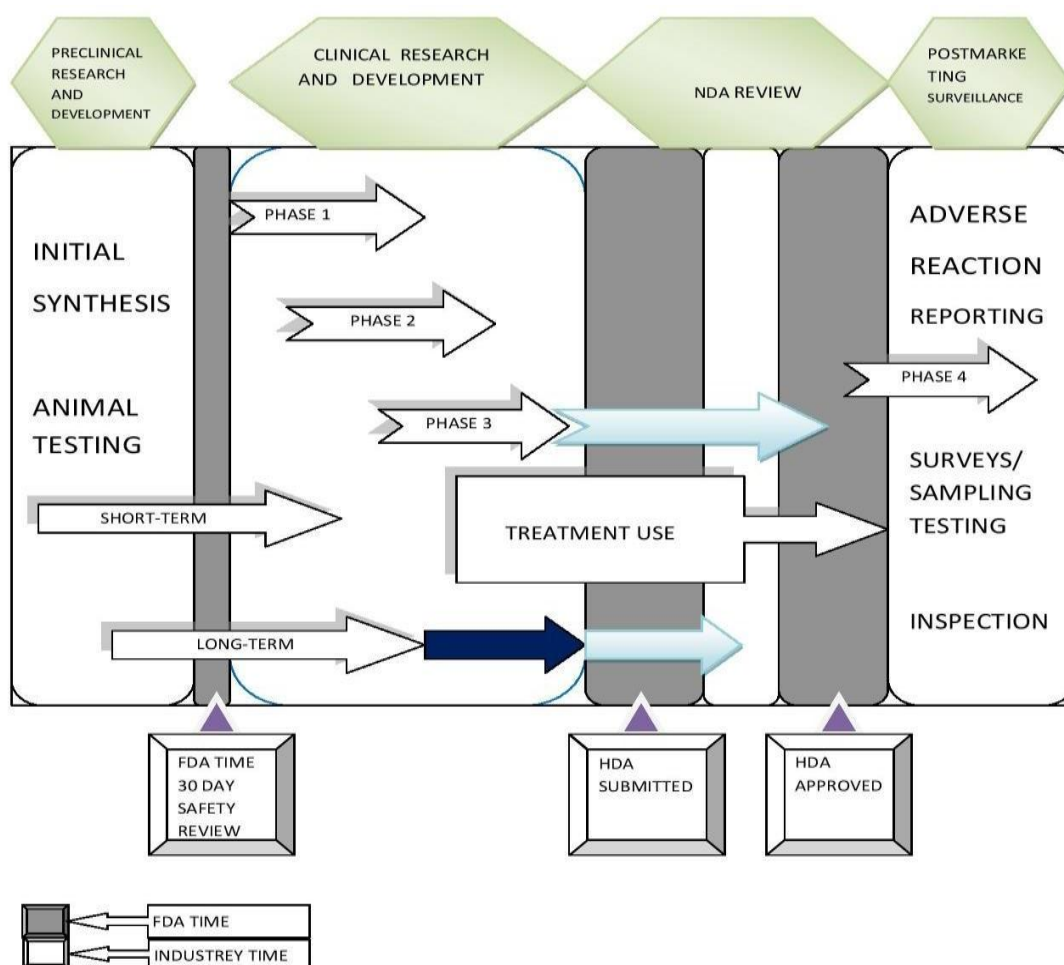 PRECLINICAL
RESEARCH
AND
DEVELOPMENT
CLINICAL RESEARCH
AND DEVELOPMENT
NDA REVIEW
POSTMARKE
TING
SURVEILLANCE
INITIAL
SYNTHESIS
ANIMAL
TESTING
PHASE 1
PHASE 2
PHASE 3
SHORT-TERM
LONG-TERM
TREATMENT USE
ADVERSE
REACTION
REPORTING
PHASE 4
SURVEYS/
SAMPLING
TESTING
INSPECTION
FDA TIME
30 DAY
SAFETY
REVIEW
HDA
SUBMITTED
HDA
APPROVED
FDA TIME
INDUSTREY TIME